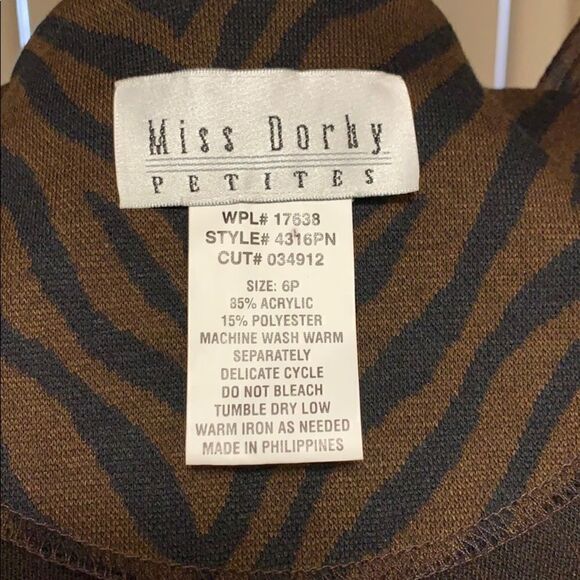 Miss Dorby
PETITES
WPL# 17638
STYLE# 4316PN
CUT# 034912
SIZE: 6P
85% ACRYLIC
15% POLYESTER
MACHINE WASH WARM
SEPARATELY
DELICATE CYCLE
DO NOT BLEACH
TUMBLE DRY LOW
WARM IRON AS NEEDED
MADE IN PHILIPPINES